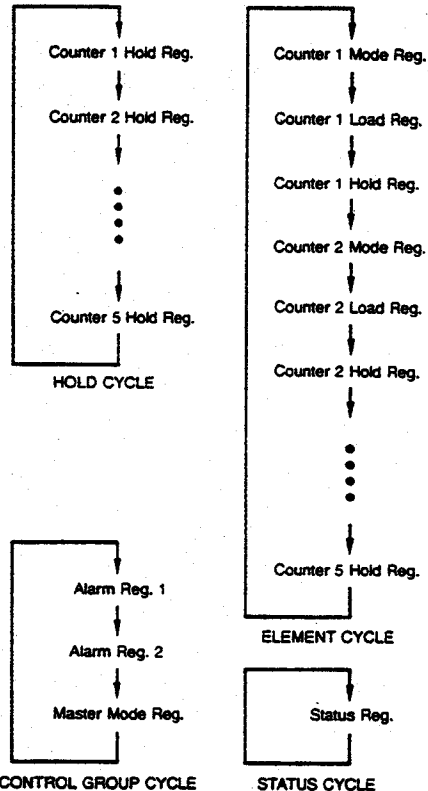 Counter 1 Hold Reg.
Counter 2 Hold Reg.
Counter 5 Hold Reg.
HOLD CYCLE
Counter 1 Mode Reg.
Counter 1 Load Reg.
Counter 1 Hold Reg.
Counter 2 Mode Reg.
Counter 2 Load Reg.
Counter 2 Hold Reg.
Counter 5 Hold Reg.
ELEMENT CYCLE
Alarm Reg. 1
Alarm Reg. 2
Master Mode Reg.
CONTROL GROUP CYCLE
Status Reg.
STATUS CYCLE